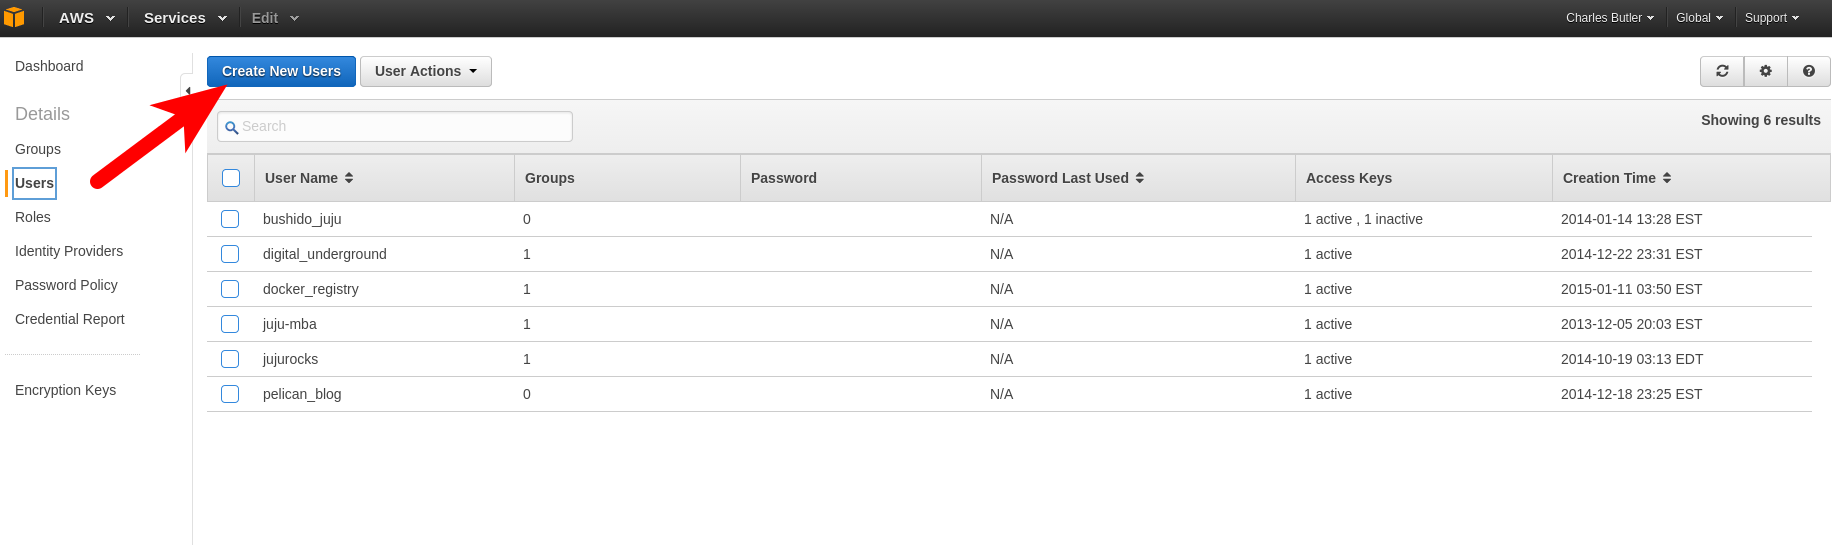 AWS Services Edit Charles Butler Global Support
Dashboard
Details
Groups
Users
Roles
Identity Providers
Password Policy
Credential Report
Encryption Keys
Create New Users User Actions
Search
Showing 6 results
User Name Groups Password Password Last Used Access Keys Creation Time
bushido_juju 0 N/A 1 active , 1 inactive 2014-01-14 13:28 EST
digital_underground 1 N/A 1 active 2014-12-22 23:31 EST
docker_registry 1 N/A 1 active 2015-01-11 03:50 EST
juju-mba 1 N/A 1 active 2013-12-05 20:03 EST
jujurocks 1 N/A 1 active 2014-10-19 03:13 EDT
pelican_blog 0 N/A 1 active 2014-12-18 23:25 EST